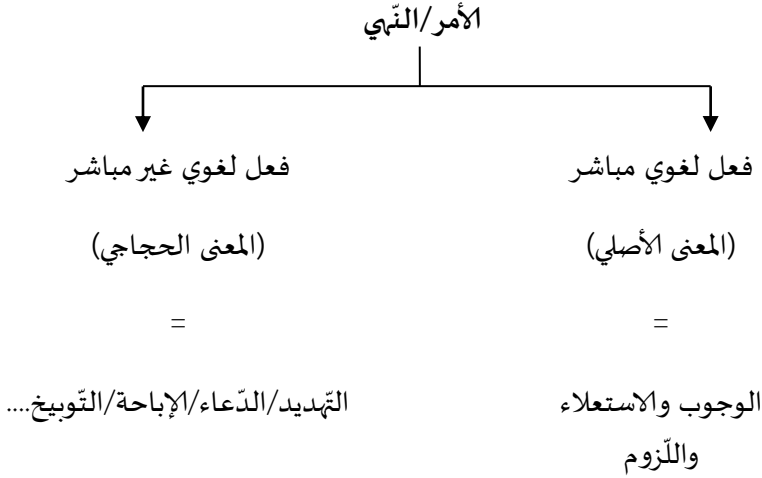 الأمر/النّهي
فعل لغوي مباشر
فعل لغوي غير مباشر
(المعنى الأصلي)
(المعنى الحجاجي)
=
=
الوجوب والاستعلاء
التّهديد/الدّعاء/الإباحة/التّوبيخ....
واللّزوم